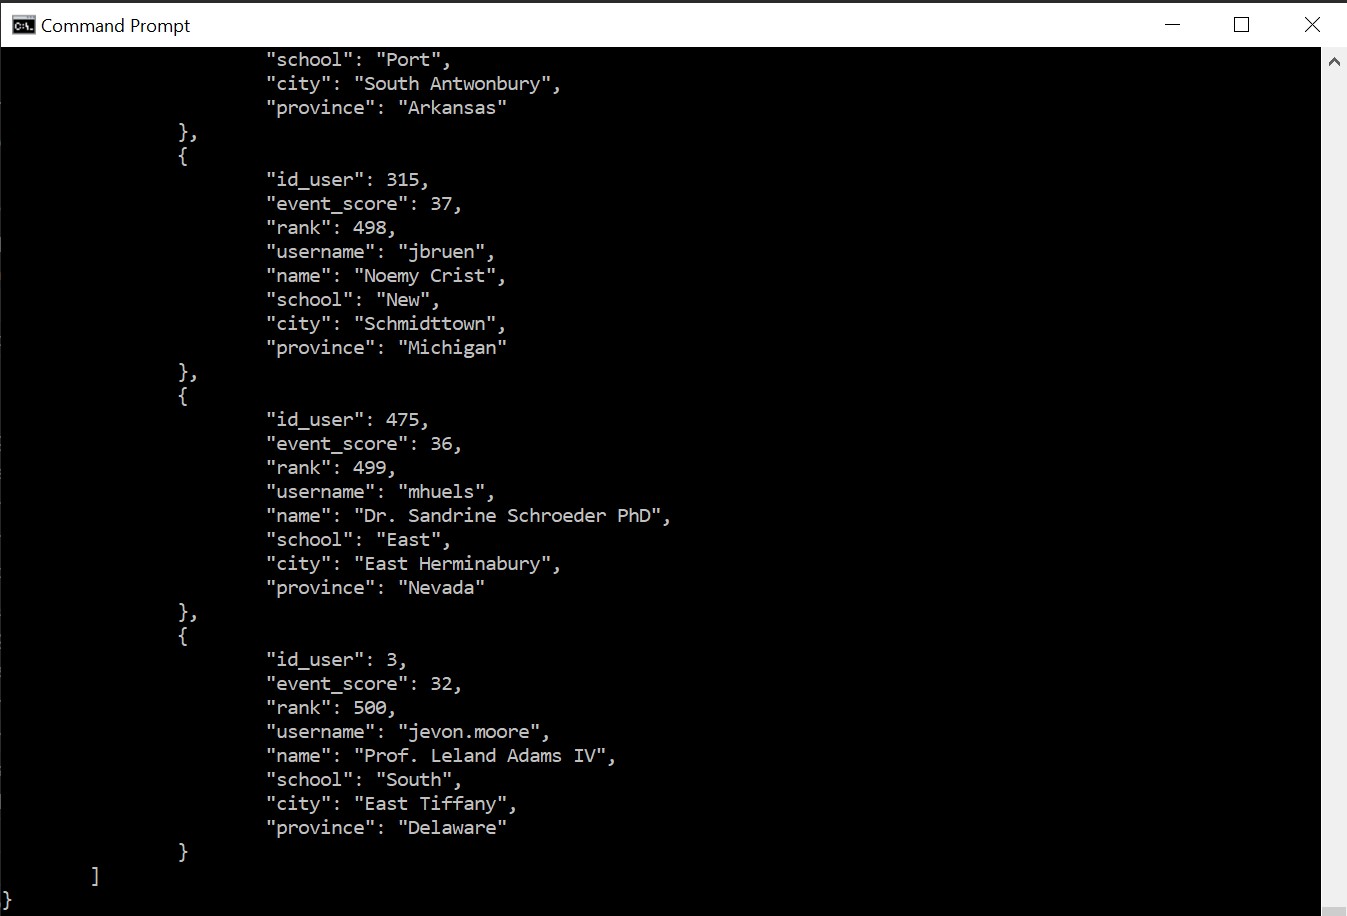 Command Prompt
"school": "Port",
"city": "South Antwonbury",
"province": "Arkansas"
},
{
"id_user": 315,
"event_score": 37,
"rank": 498,
"username": "jbruen",
"name": "Noemy Crist",
"school": "New",
"city": "Schmidttown",
"province": "Michigan"
},
{
"id_user": 475,
"event_score": 36,
"rank": 499,
"username": "mhuels",
"name": "Dr. Sandrine Schroeder PhD",
"school": "East",
"city": "East Herminabury",
"province": "Nevada"
},
{
"id_user": 3,
"event_score": 32,
"rank": 500,
"username": "jevon.moore",
"name": "Prof. Leland Adams IV",
"school": "South",
"city": "East Tiffany",
"province": "Delaware"
}
]
}